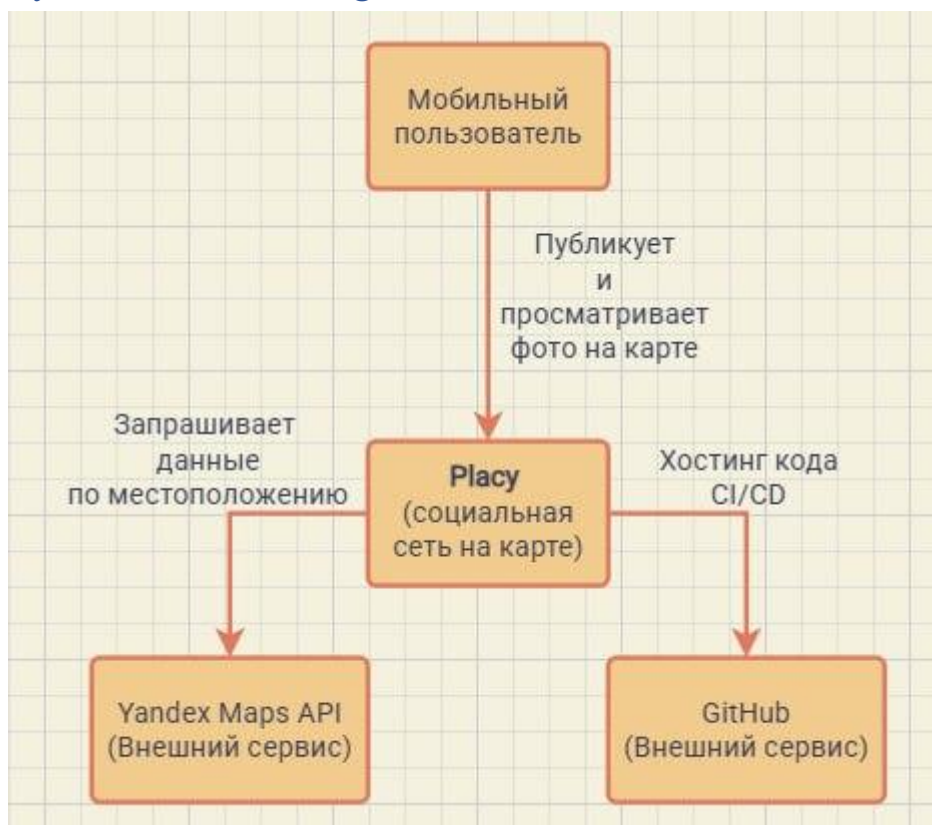 Мобильный
пользователь
Публикует
и
просматривает
фото на карте
Запрашивает
данные
по местоположению
Placy
(социальная
сеть на карте)
Хостинг кода
CI/CD
Yandex Maps API
(Внешний сервис)
GitHub
(Внешний сервис)